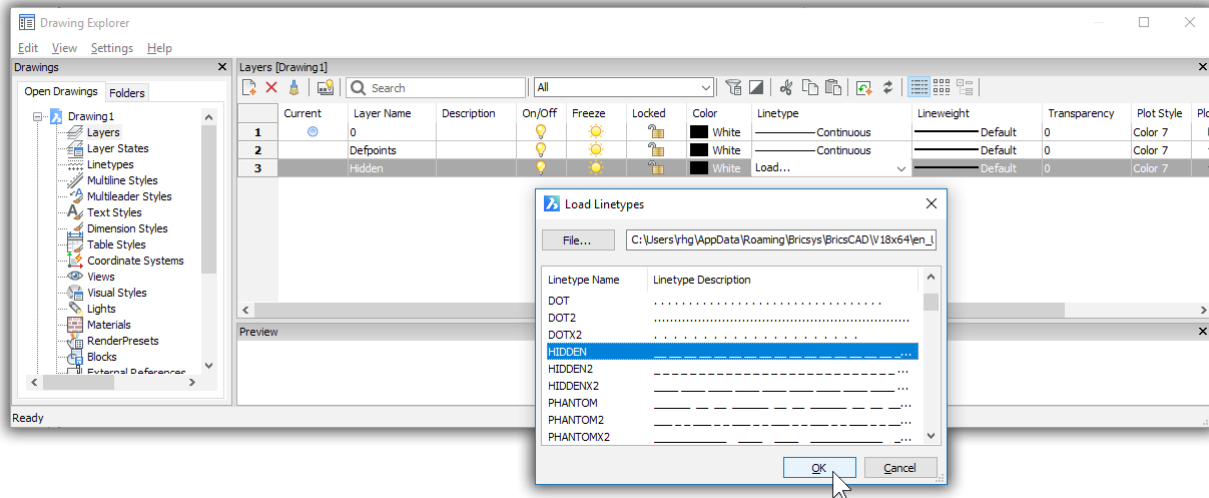 Drawing Explorer
Edit View Settings Help
Drawings
Layers [Drawing1]
Open Drawings Folders
Search
All
Drawing1
Layers
Layer States
Linetypes
Multiline Styles
Multileader Styles
Text Styles
Dimension Styles
Table Styles
Coordinate Systems
Views
Visual Styles
Lights
Materials
RenderPresets
Blocks
External References
Current Layer Name Description On/Off Freeze Locked Color Linetype Lineweight Transparency Plot Style
1 0 White Continuous Default 0 Color 7
2 Defpoints White Continuous Default 0 Color 7
3 Hidden White Load... Default 0 Color 7
Preview
Load Linetypes
File... C:\Users\rhg\AppData\Roaming\Bricsys\BricsCAD\V18x64\en_
Linetype Name Linetype Description
DOT
DOT2
DOTX2
HIDDEN
HIDDEN2
HIDDENX2
PHANTOM
PHANTOM2
PHANTOMX2
OK Cancel
Ready